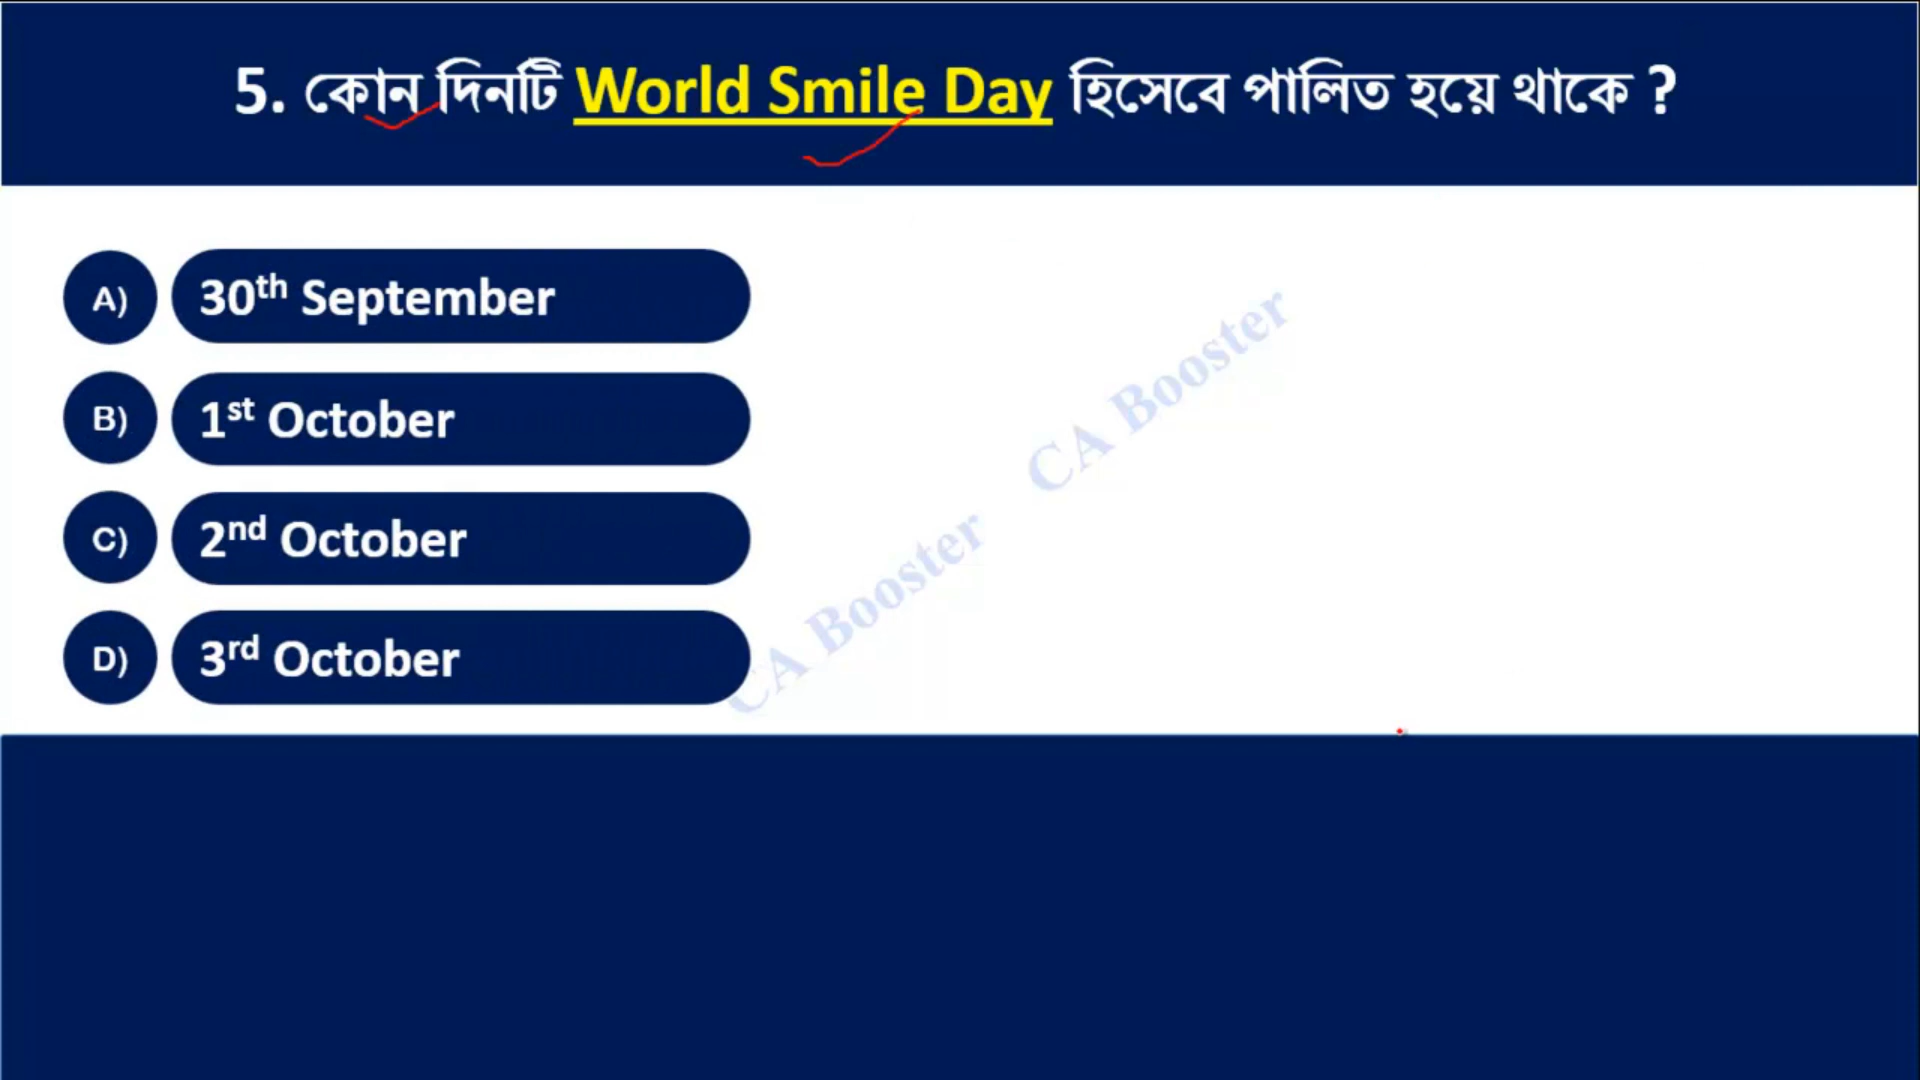 5. কোন দিনটি World Smile Day হিসেবে পালিত হয়ে থাকে ?
A) 30th September
B) 1st October
C) 2nd October
D) 3rd October
CA Booster
CA Booster